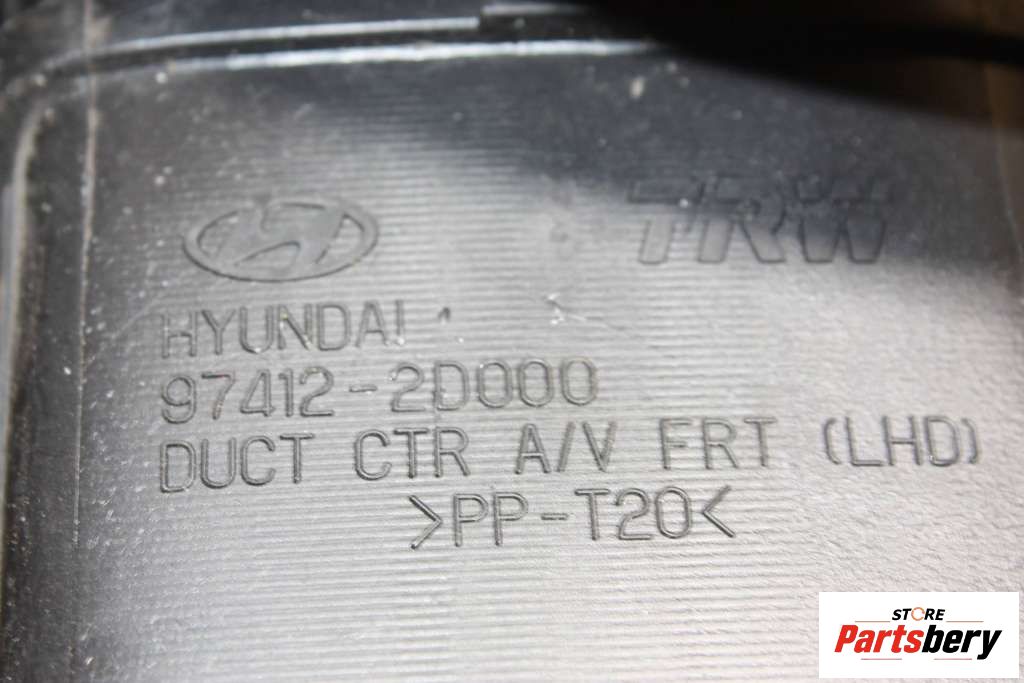 TRW
HYUNDAI
97412-2D000
DUCT CTR A/V FRT (LHD)
>PP-T20<
STORE
Partsbery